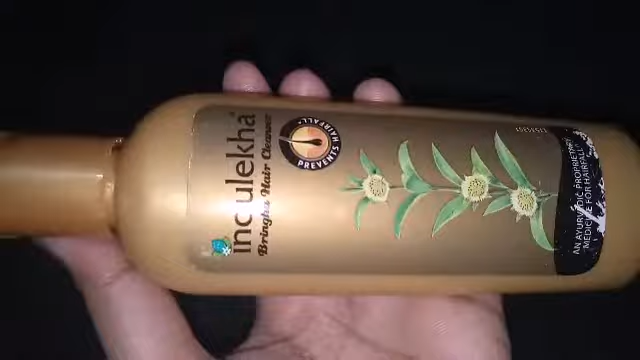 indulekha
Bringha Hair Cleanser
PREVENTS HAIRFALL*
AN AYURVEDIC PROPRIETARY
MEDICINE FOR HAIRFALL